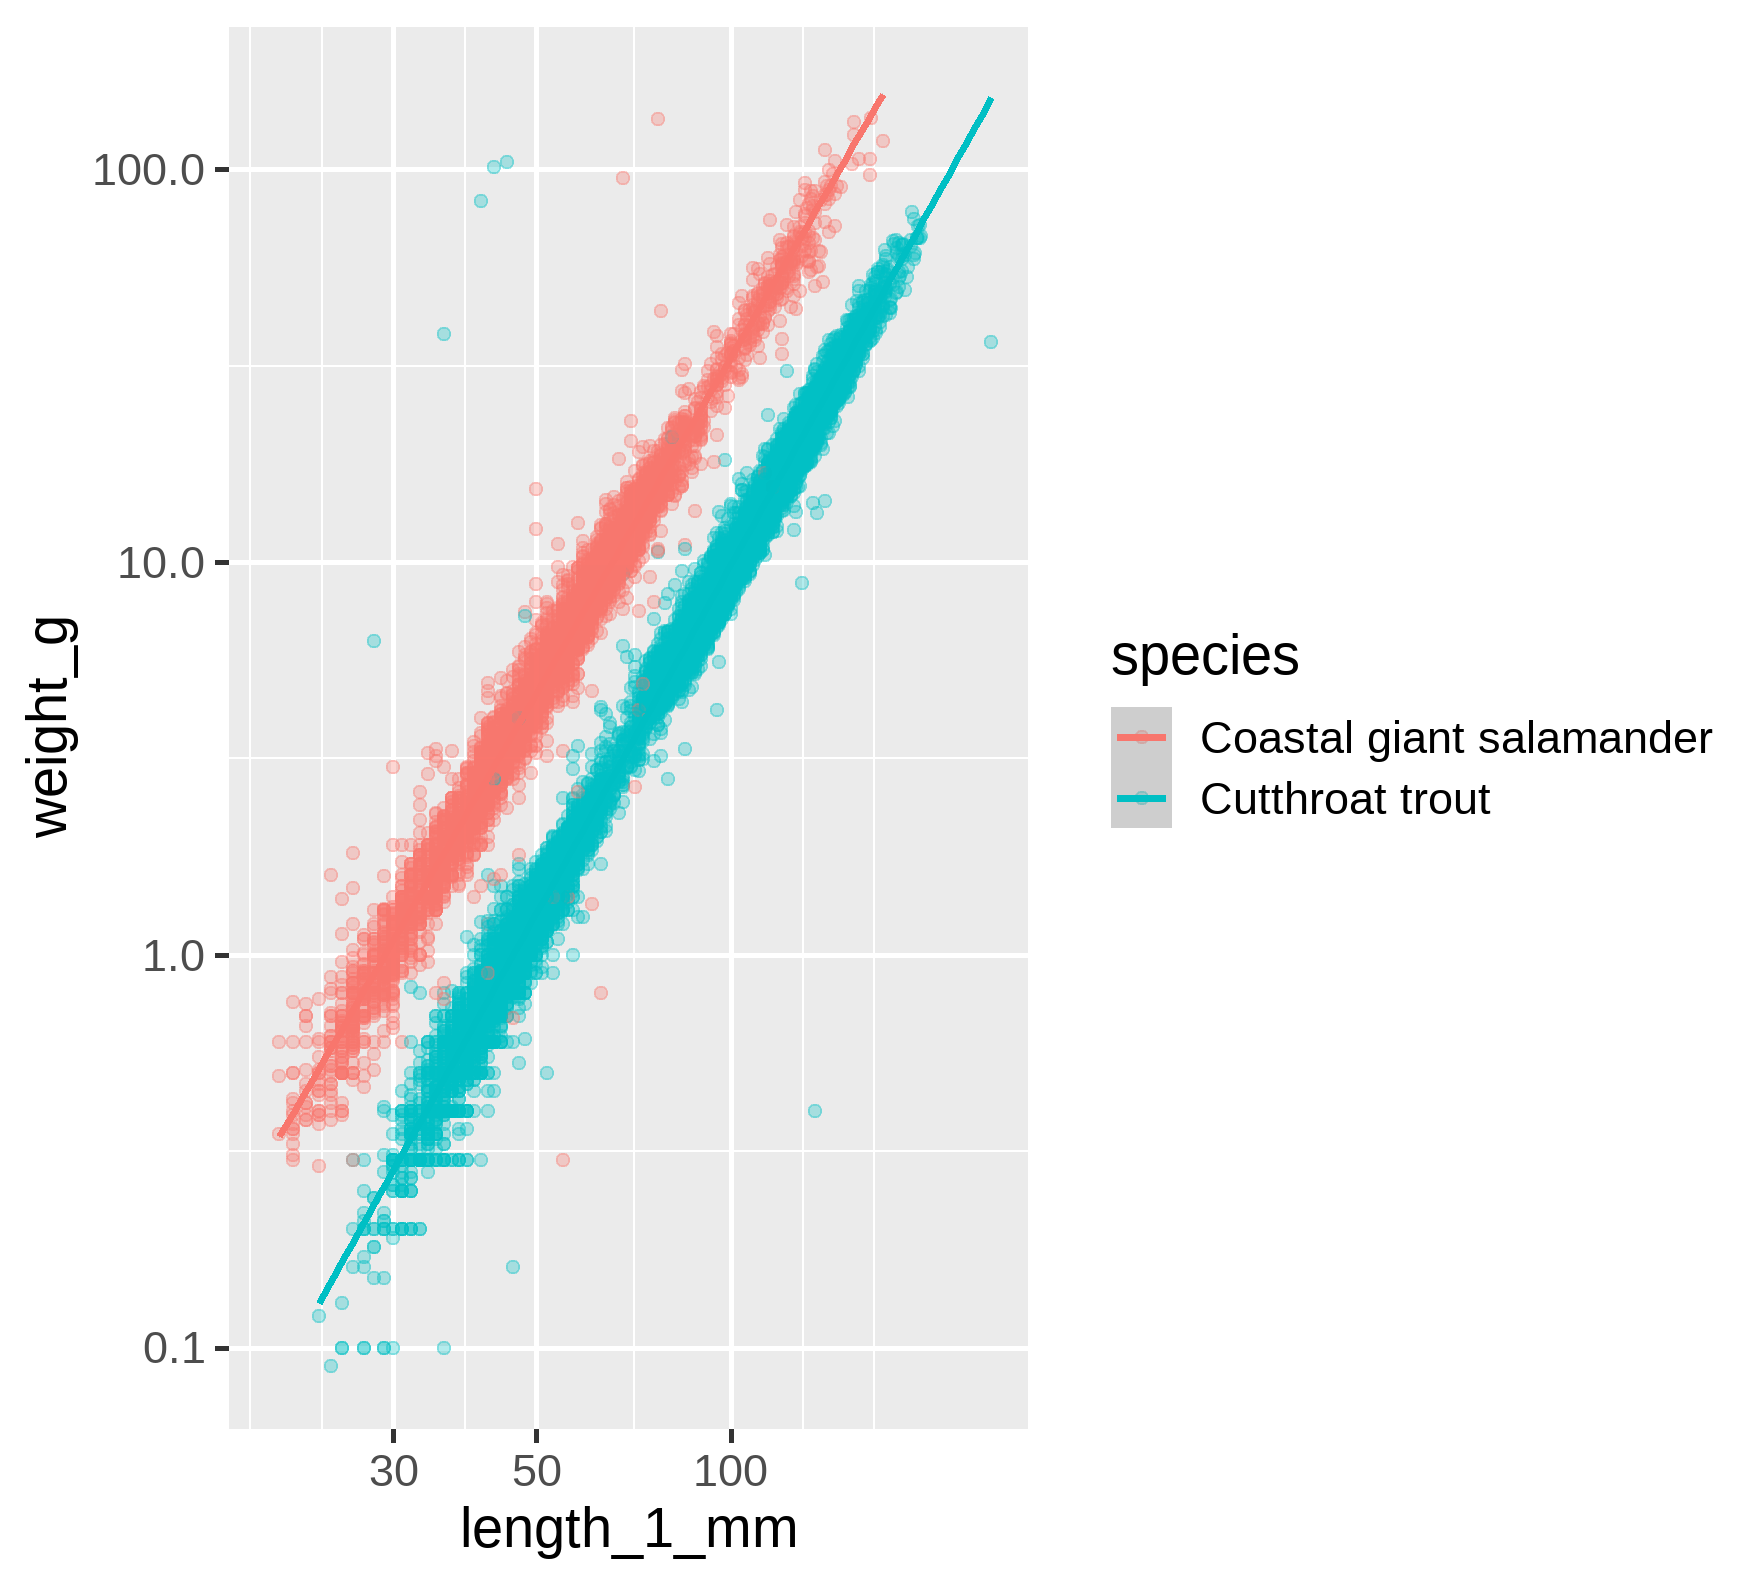 100.0
10.0
1.0
0.1
weight_g
30 50 100
length_1_mm
species
Coastal giant salamander
Cutthroat trout